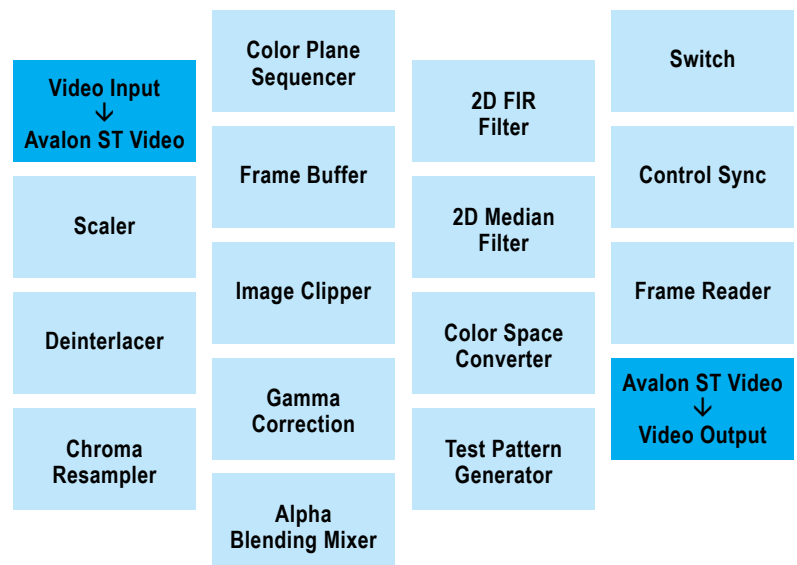 Video Input
↓
Avalon ST Video
Scaler
Deinterlacer
Chroma
Resampler
Color Plane
Sequencer
Frame Buffer
Image Clipper
Gamma
Correction
Alpha
Blending Mixer
2D FIR
Filter
2D Median
Filter
Color Space
Converter
Test Pattern
Generator
Switch
Control Sync
Frame Reader
Avalon ST Video
↓
Video Output